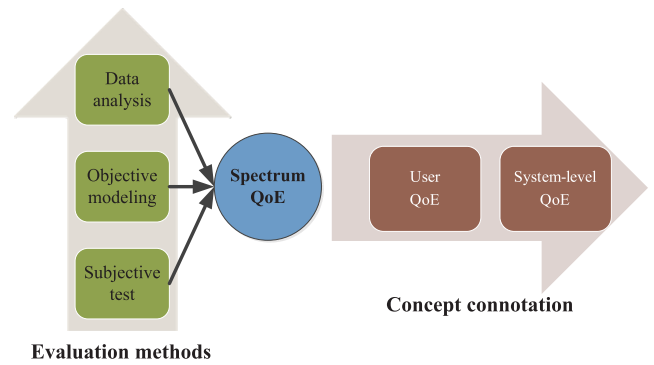 Data
analysis
Objective
modeling
Subjective
test
Spectrum
QoE
User
QoE
System-level
QoE
Concept connotation
Evaluation methods